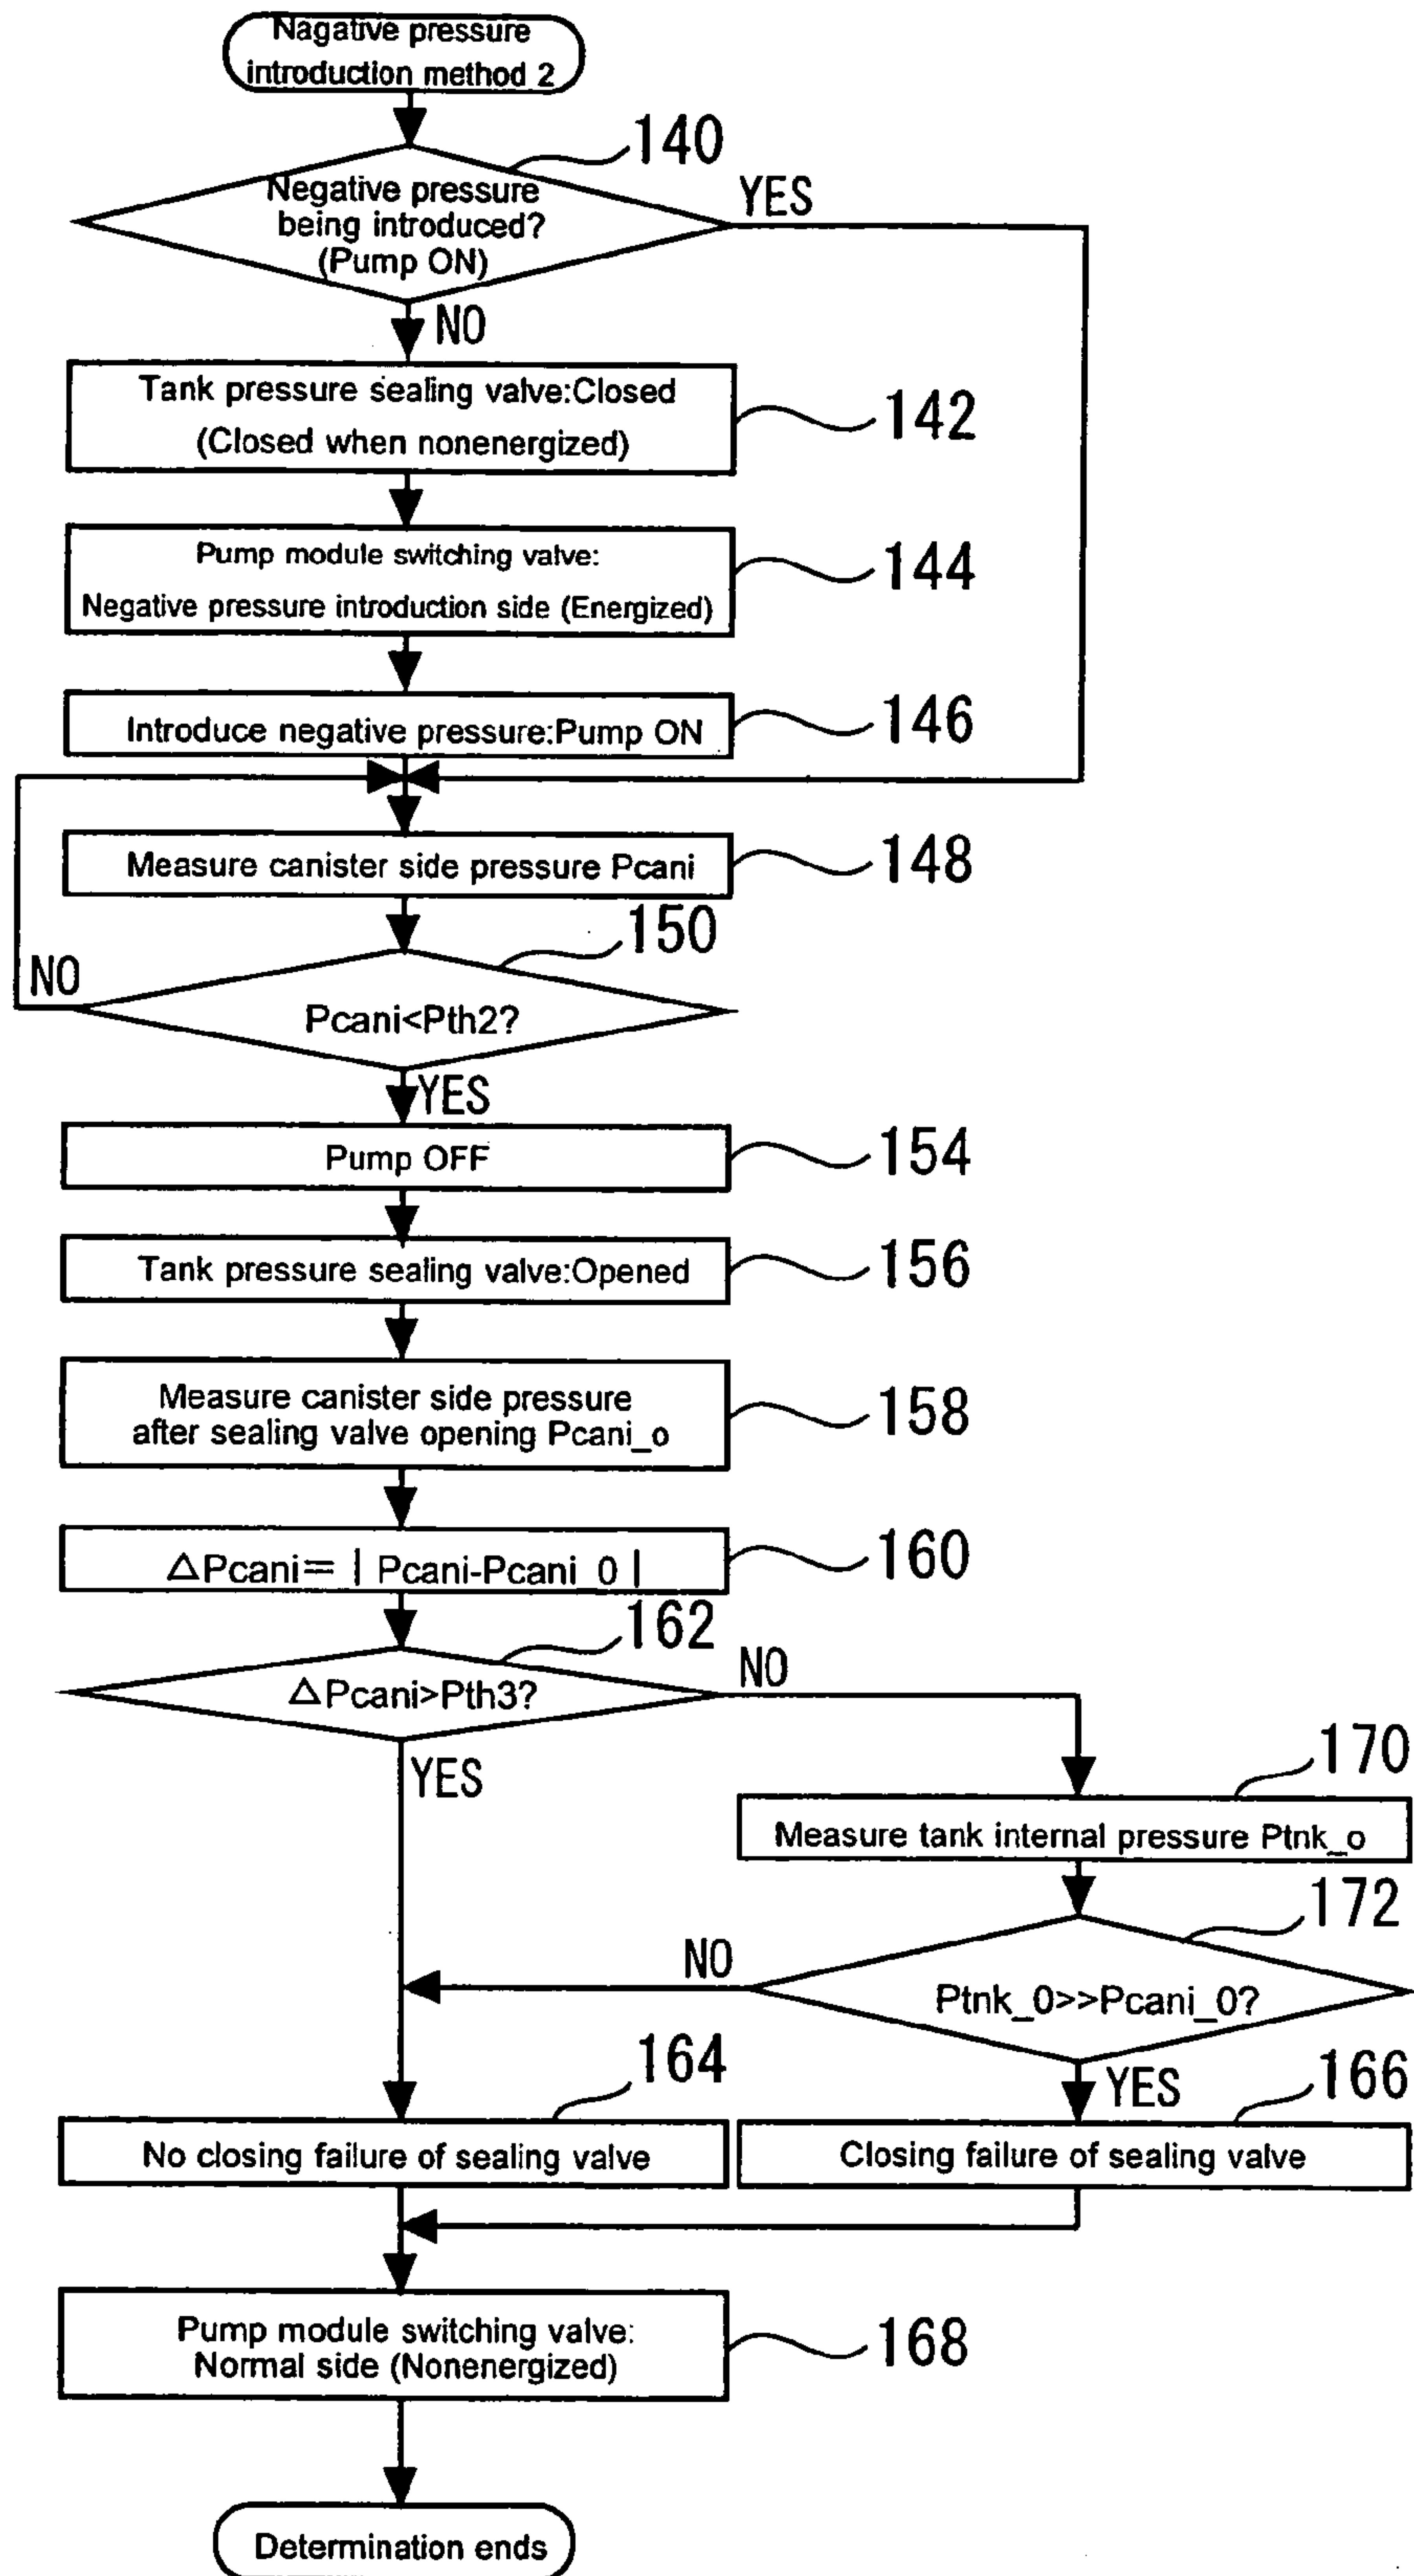 Nagative pressure
introduction method 2
140
Negative pressure
being introduced?
(Pump ON)
YES
NO
Tank pressure sealing valve:Closed
(Closed when nonenergized)
142
Pump module switching valve:
Negative pressure introduction side (Energized)
144
Introduce negative pressure:Pump ON
146
Measure canister side pressure Pcani
148
150
NO
Pcani<Pth2?
YES
Pump OFF
154
Tank pressure sealing valve:Opened
156
Measure canister side pressure
after sealing valve opening Pcani_o
158
△Pcani=|Pcani-Pcani_0|
160
162
△Pcani>Pth3?
NO
YES
170
Measure tank internal pressure Ptnk_o
172
NO
Ptnk_0>>Pcani_0?
YES
164
166
No closing failure of sealing valve
Closing failure of sealing valve
Pump module switching valve:
Normal side (Nonenergized)
168
Determination ends